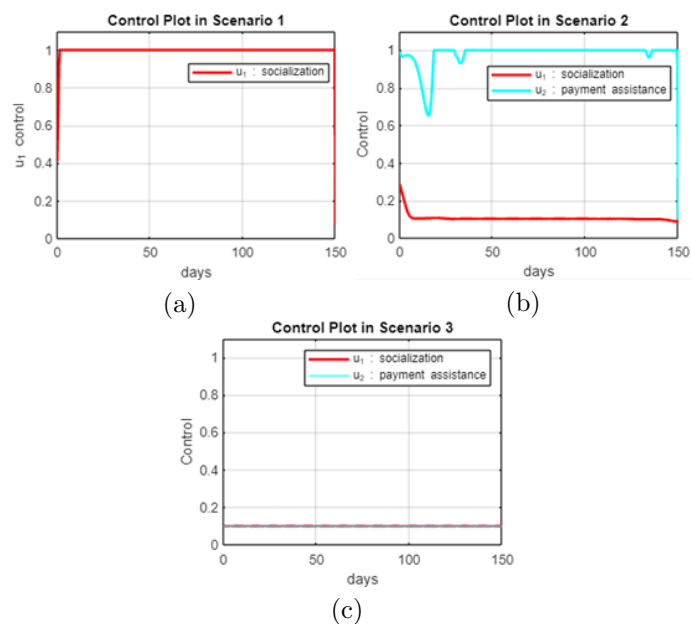 Control Plot in Scenario 1
1
0.8
0.6
0.4
0.2
0
u₁ control
u₁ : socialization
0
50
100
150
days
(a)
Control Plot in Scenario 2
1
0.8
0.6
0.4
0.2
0
Control
u₁ : socialization
u₂ : payment assistance
0
50
100
150
days
(b)
Control Plot in Scenario 3
1
0.8
0.6
0.4
0.2
0
Control
u₁ : socialization
u₂ : payment assistance
0
50
100
150
days
(c)